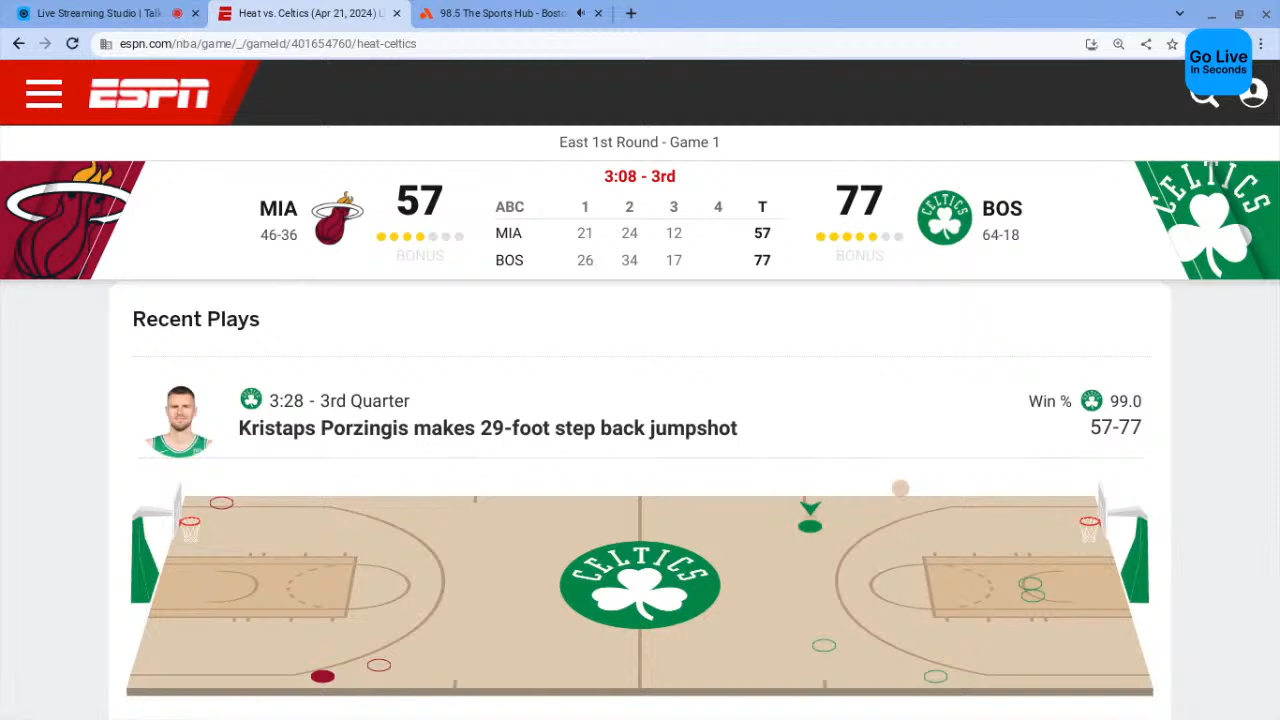 Live Streaming Studio | Talk
Heat vs. Celtics (Apr 21, 2024) L
98.5 The Sports Hub - Bosto
espn.com/nba/game/_/gameId/401654760/heat-celtics
Go Live
In Seconds
ESPN
East 1st Round - Game 1
3:08 - 3rd
MIA 57 77 BOS
46-36 64-18
BONUS BONUS
ABC 1 2 3 4 T
MIA 21 24 12 57
BOS 26 34 17 77
CELTICS
Recent Plays
3:28 - 3rd Quarter
Win % 99.0
Kristaps Porzingis makes 29-foot step back jumpshot
57-77
CELTICS